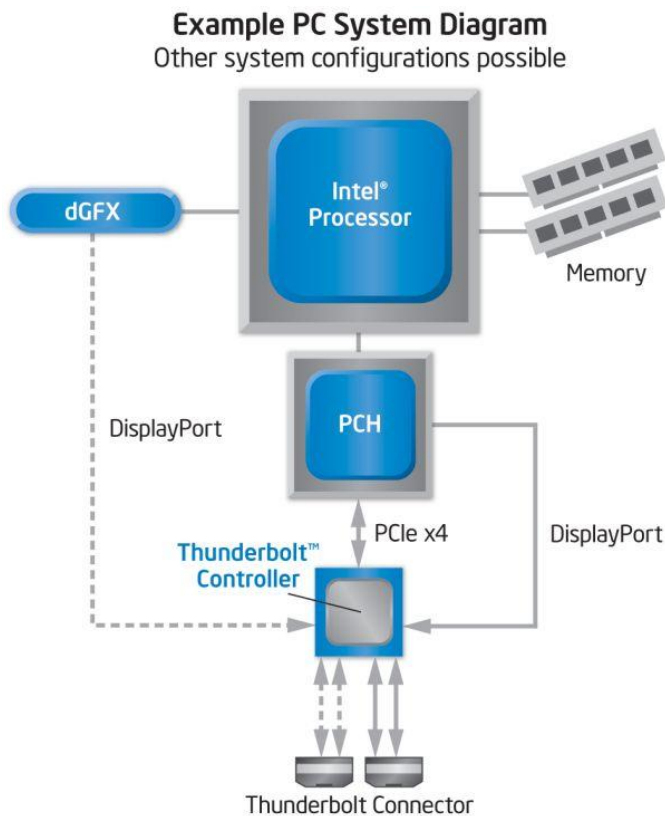 Example PC System Diagram
Other system configurations possible
dGFX
Intel®
Processor
Memory
PCH
DisplayPort
PCIe x4
DisplayPort
Thunderbolt™
Controller
Thunderbolt Connector